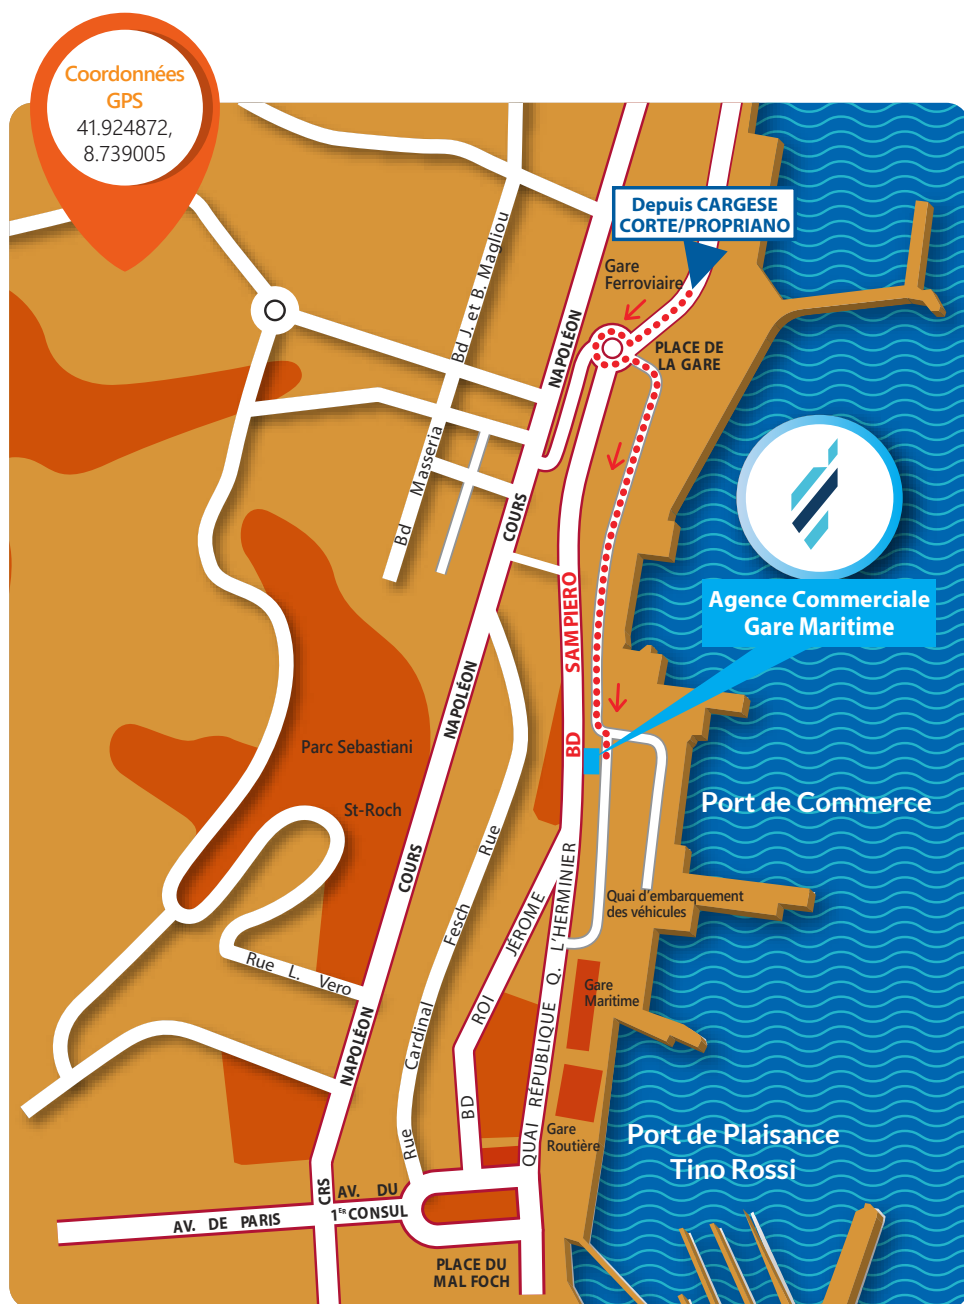 Coordonnées
GPS
41.924872,
8.739005
Depuis CARGESE
CORTE/PROPRIANO
Gare
Ferroviaire
PLACE DE
LA GARE
Bd J. et B. Magliou
Bd Masseria
NAPOLÉON
COURS
NAPOLÉON
COURS
NAPOLÉON
CRS
BD SAMPIERO
Agence Commerciale
Gare Maritime
Parc Sebastiani
St-Roch
Port de Commerce
Quai d'embarquement
des véhicules
Rue Cardinal Fesch Rue
BD ROI JÉROME
QUAI RÉPUBLIQUE Q. L'HERMINIER
Rue L. Vero
Gare
Maritime
Gare
Routière
Port de Plaisance
Tino Rossi
AV. DE PARIS
AV. DU
1ER CONSUL
PLACE DU
MAL FOCH